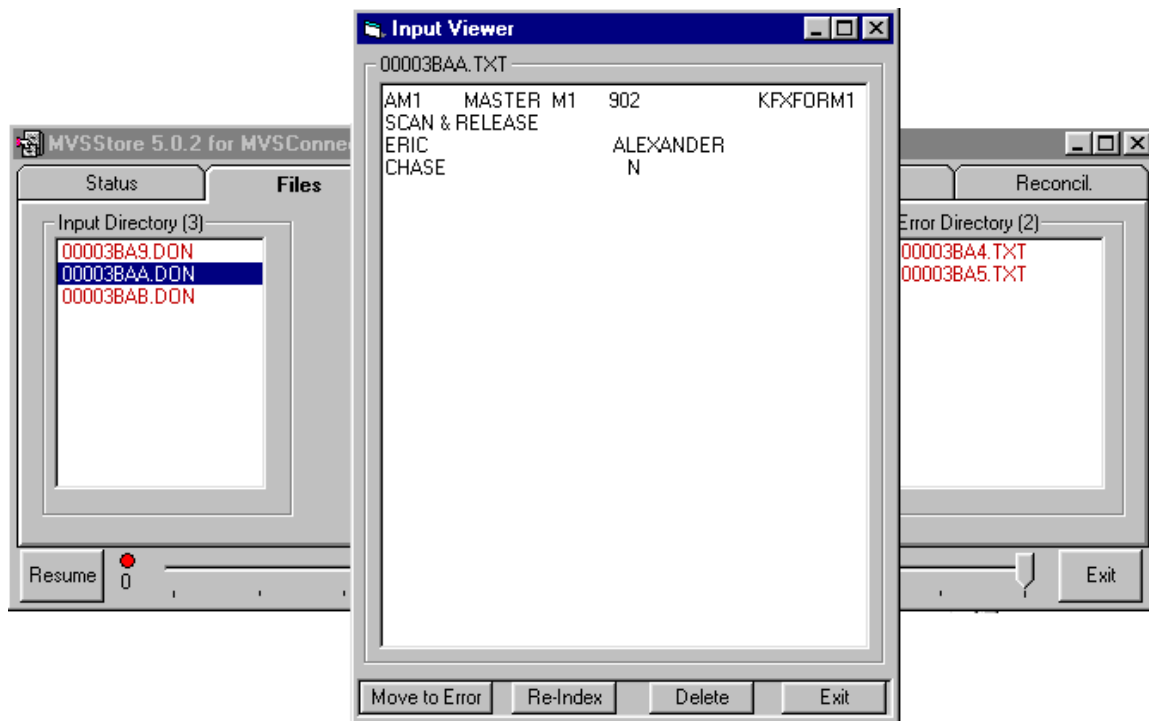 Input Viewer
00003BAA.TXT
AM1 MASTER M1 902 KFXFORM1
SCAN & RELEASE
ERIC ALEXANDER
CHASE N
Move to Error Re-Index Delete Exit
MVSStore 5.0.2 for MVSConne
Status Files Reconcil.
Input Directory (3)
00003BA9.DON
00003BAA.DON
00003BAB.DON
Error Directory (2)
00003BA4.TXT
00003BA5.TXT
Resume 0 Exit